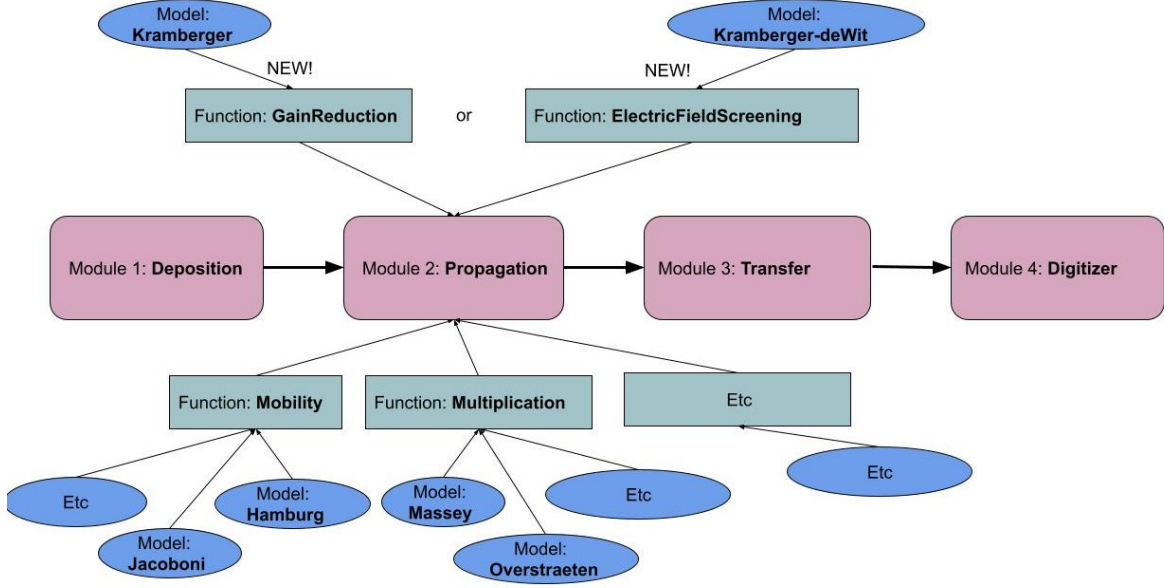 Model:
Kramberger
Model:
Kramberger-deWit
NEW!
NEW!
Function: GainReduction
or
Function: ElectricFieldScreening
Module 1: Deposition
Module 2: Propagation
Module 3: Transfer
Module 4: Digitizer
Function: Mobility
Function: Multiplication
Etc
Etc
Model:
Jacoboni
Model:
Hamburg
Model:
Massey
Model:
Overstraeten
Etc
Etc